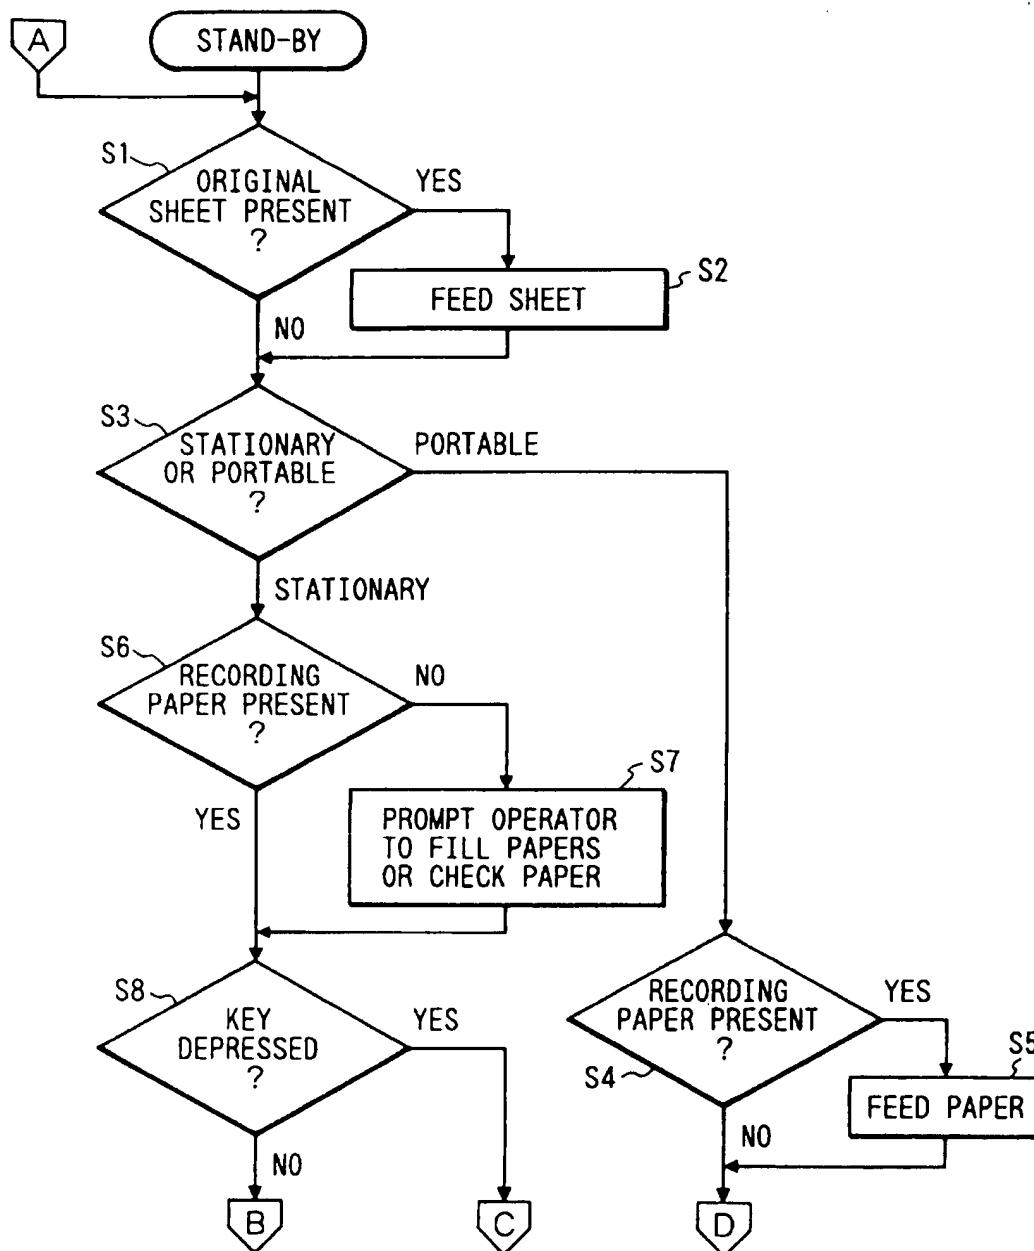 A
STAND-BY
S1
ORIGINAL
SHEET PRESENT
?
YES
S2
FEED SHEET
NO
S3
STATIONARY
OR PORTABLE
?
PORTABLE
STATIONARY
S6
RECORDING
PAPER PRESENT
?
NO
S7
PROMPT OPERATOR
TO FILL PAPERS
OR CHECK PAPER
YES
S8
KEY
DEPRESSED
?
YES
RECORDING
PAPER PRESENT
?
YES
S4
S5
FEED PAPER
NO
NO
B
C
D